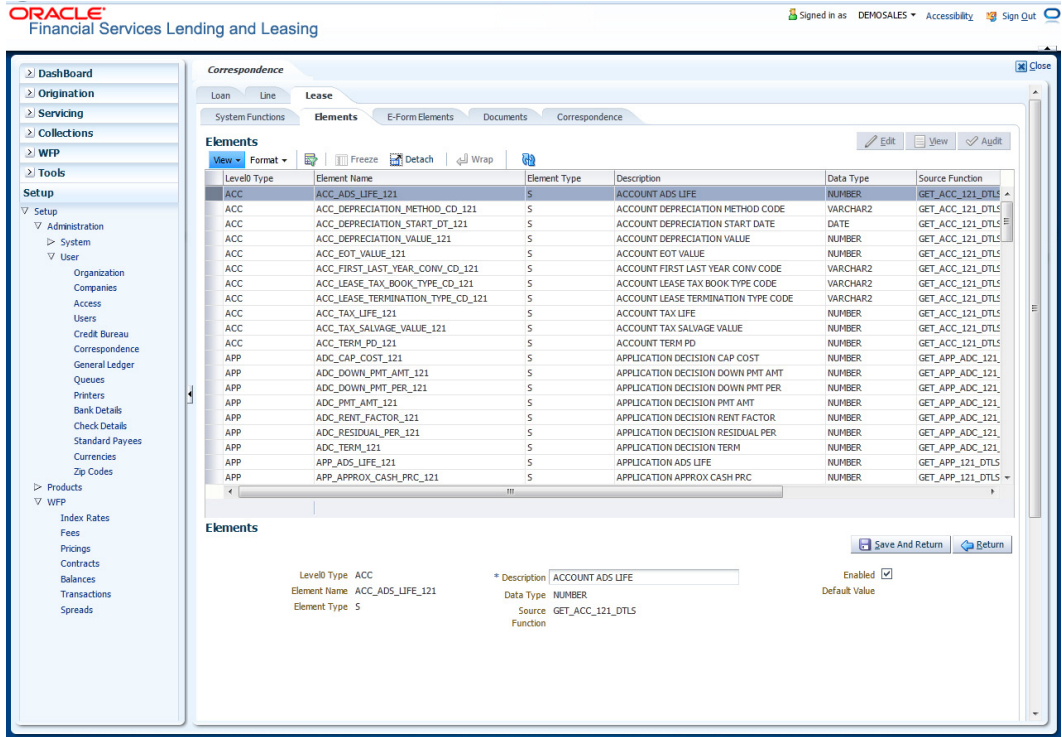 ORACLE
Financial Services Lending and Leasing
Signed in as DEMOSALES Accessibility Sign Out
Close
DashBoard
Origination
Servicing
Collections
WFP
Tools
Setup
Setup
Administration
System
User
Organization
Companies
Access
Users
Credit Bureau
Correspondence
General Ledger
Queues
Printers
Bank Details
Check Details
Standard Payees
Currencies
Zip Codes
Products
WFP
Index Rates
Fees
Pricings
Contracts
Balances
Transactions
Spreads
Correspondence
Loan Line Lease
System Functions Elements E-Form Elements Documents Correspondence
Elements
Edit View Audit
View Format Freeze Detach Wrap
Level0 Type Element Name Element Type Description Data Type Source Function
ACC ACC_ADS_LIFE_121 S ACCOUNT ADS LIFE NUMBER GET_ACC_121_DTLS
ACC ACC_DEPRECIATION_METHOD_CD_121 S ACCOUNT DEPRECIATION METHOD CODE VARCHAR2 GET_ACC_121_DTLS
ACC ACC_DEPRECIATION_START_DT_121 S ACCOUNT DEPRECIATION START DATE DATE GET_ACC_121_DTLS
ACC ACC_DEPRECIATION_VALUE_121 S ACCOUNT DEPRECIATION VALUE NUMBER GET_ACC_121_DTLS
ACC ACC_EOT_VALUE_121 S ACCOUNT EOT VALUE NUMBER GET_ACC_121_DTLS
ACC ACC_FIRST_LAST_YEAR_CONV_CD_121 S ACCOUNT FIRST LAST YEAR CONV CODE VARCHAR2 GET_ACC_121_DTLS
ACC ACC_LEASE_TAX_BOOK_TYPE_CD_121 S ACCOUNT LEASE TAX BOOK TYPE CODE VARCHAR2 GET_ACC_121_DTLS
ACC ACC_LEASE_TERMINATION_TYPE_CD_121 S ACCOUNT LEASE TERMINATION TYPE CODE VARCHAR2 GET_ACC_121_DTLS
ACC ACC_TAX_LIFE_121 S ACCOUNT TAX LIFE NUMBER GET_ACC_121_DTLS
ACC ACC_TAX_SALVAGE_VALUE_121 S ACCOUNT TAX SALVAGE VALUE NUMBER GET_ACC_121_DTLS
ACC ACC_TERM_PD_121 S ACCOUNT TERM PD NUMBER GET_ACC_121_DTLS
APP ADC_CAP_COST_121 S APPLICATION DECISION CAP COST NUMBER GET_APP_ADC_121_
APP ADC_DOWN_PMT_AMT_121 S APPLICATION DECISION DOWN PMT AMT NUMBER GET_APP_ADC_121_
APP ADC_DOWN_PMT_PER_121 S APPLICATION DECISION DOWN PMT PER NUMBER GET_APP_ADC_121_
APP ADC_PMT_AMT_121 S APPLICATION DECISION PMT AMT NUMBER GET_APP_ADC_121_
APP ADC_RENT_FACTOR_121 S APPLICATION DECISION RENT FACTOR NUMBER GET_APP_ADC_121_
APP ADC_RESIDUAL_PER_121 S APPLICATION DECISION RESIDUAL PER NUMBER GET_APP_ADC_121_
APP ADC_TERM_121 S APPLICATION DECISION TERM NUMBER GET_APP_ADC_121_
APP APP_ADS_LIFE_121 S APPLICATION ADS LIFE NUMBER GET_APP_121_DTLS
APP APP_APPROX_CASH_PRC_121 S APPLICATION APPROX CASH PRC NUMBER GET_APP_121_DTLS
Elements
Save And Return Return
Level0 Type ACC
Element Name ACC_ADS_LIFE_121
Element Type S
* Description ACCOUNT ADS LIFE
Data Type NUMBER
Source Function GET_ACC_121_DTLS
Enabled
Default Value